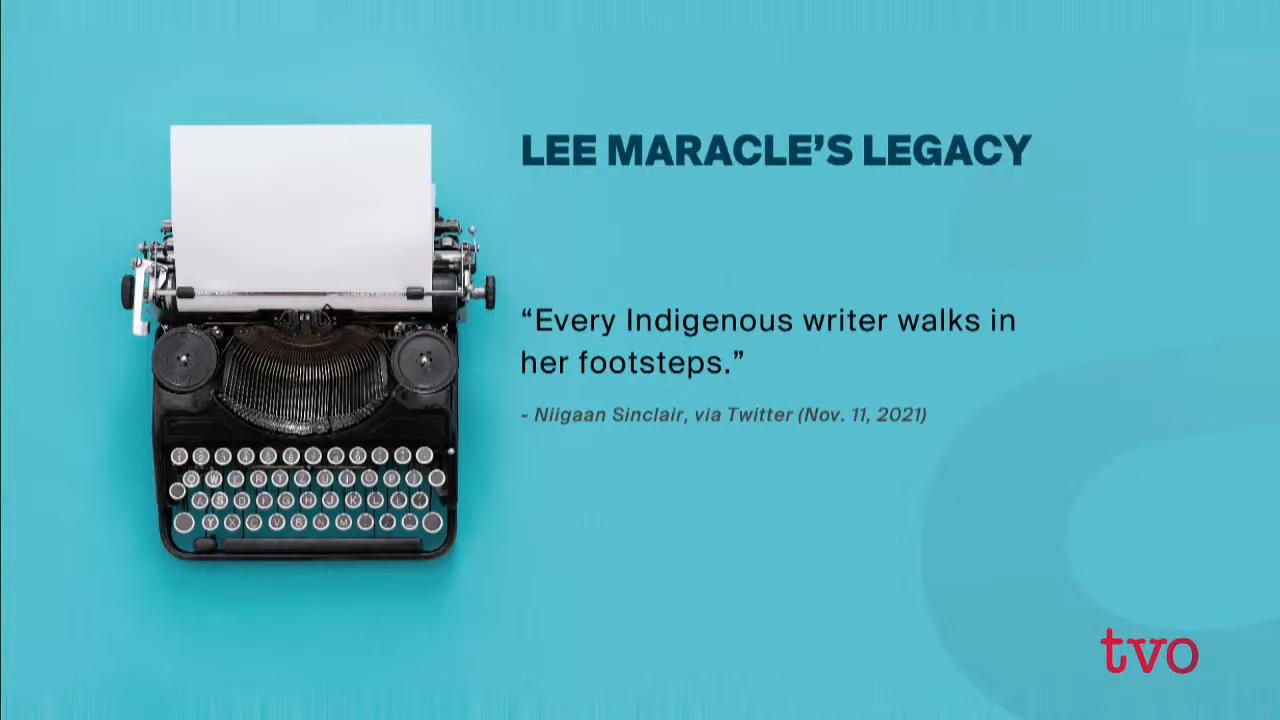 LEE MARACLE’S LEGACY
“Every Indigenous writer walks in
her footsteps.”
- Niigaan Sinclair, via Twitter (Nov. 11, 2021)
tvo